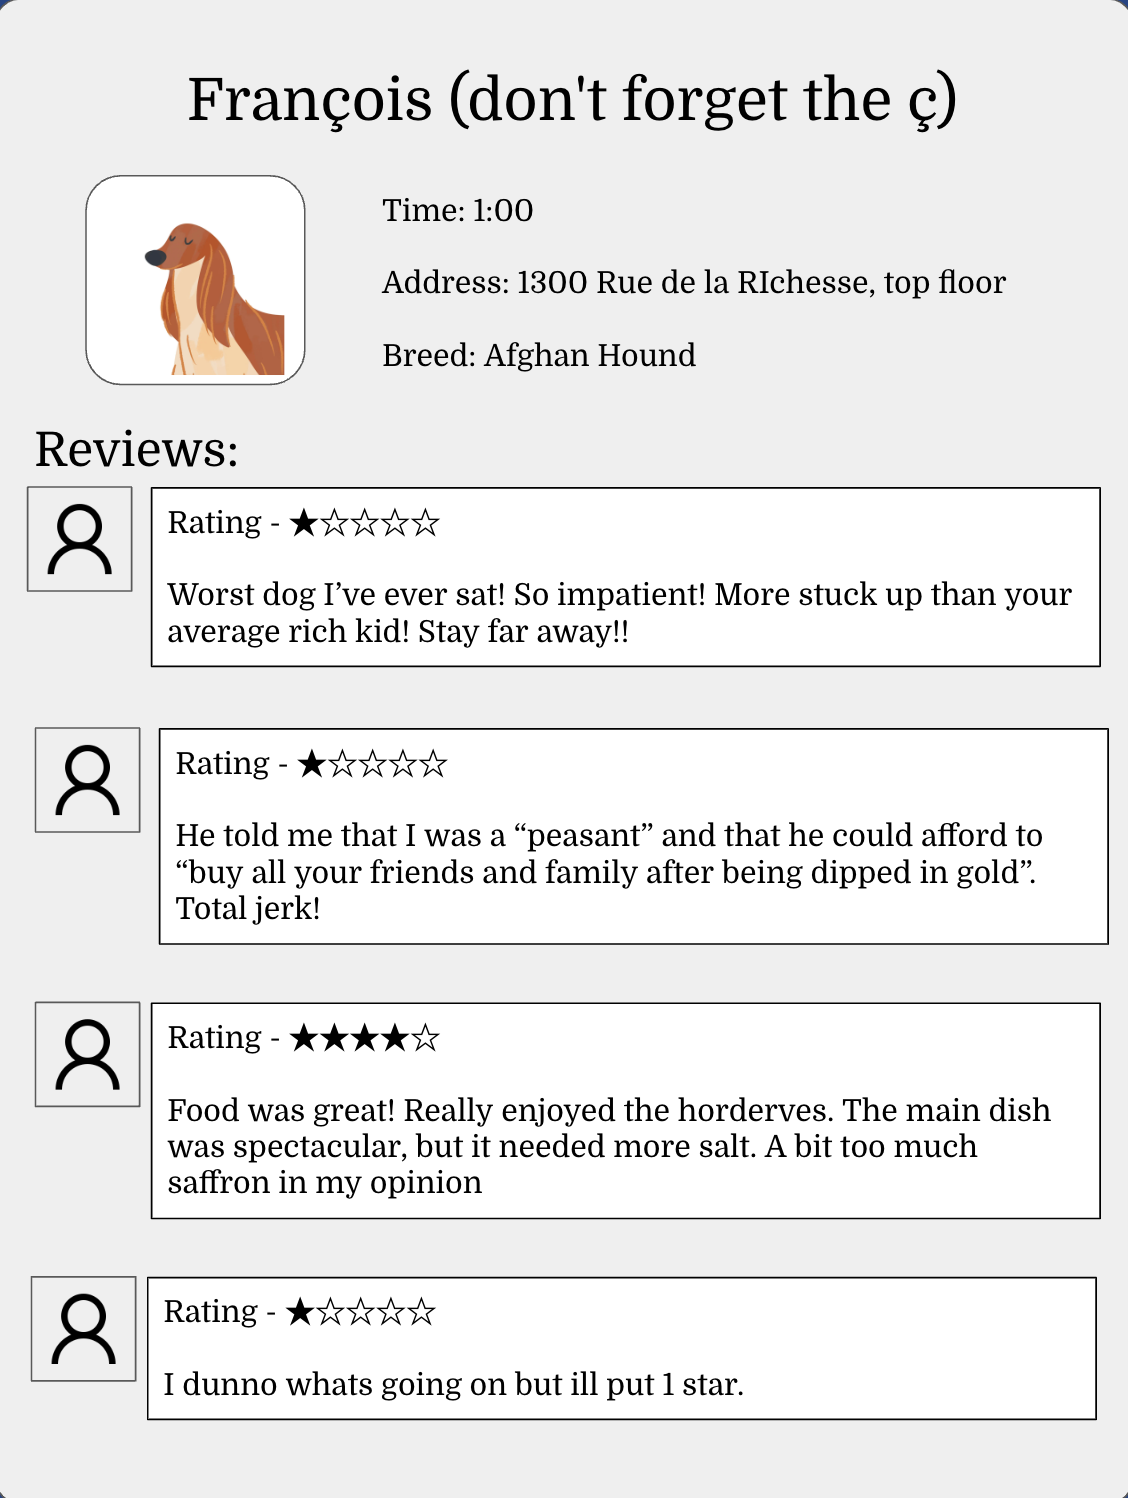 François (don't forget the ç)
Time: 1:00
Address: 1300 Rue de la RIchesse, top floor
Breed: Afghan Hound
Reviews:
Rating - ★☆☆☆☆
Worst dog I’ve ever sat! So impatient! More stuck up than your
average rich kid! Stay far away!!
Rating - ★☆☆☆☆
He told me that I was a “peasant” and that he could afford to
“buy all your friends and family after being dipped in gold”.
Total jerk!
Rating - ★★★★☆
Food was great! Really enjoyed the horderves. The main dish
was spectacular, but it needed more salt. A bit too much
saffron in my opinion
Rating - ★☆☆☆☆
I dunno whats going on but ill put 1 star.